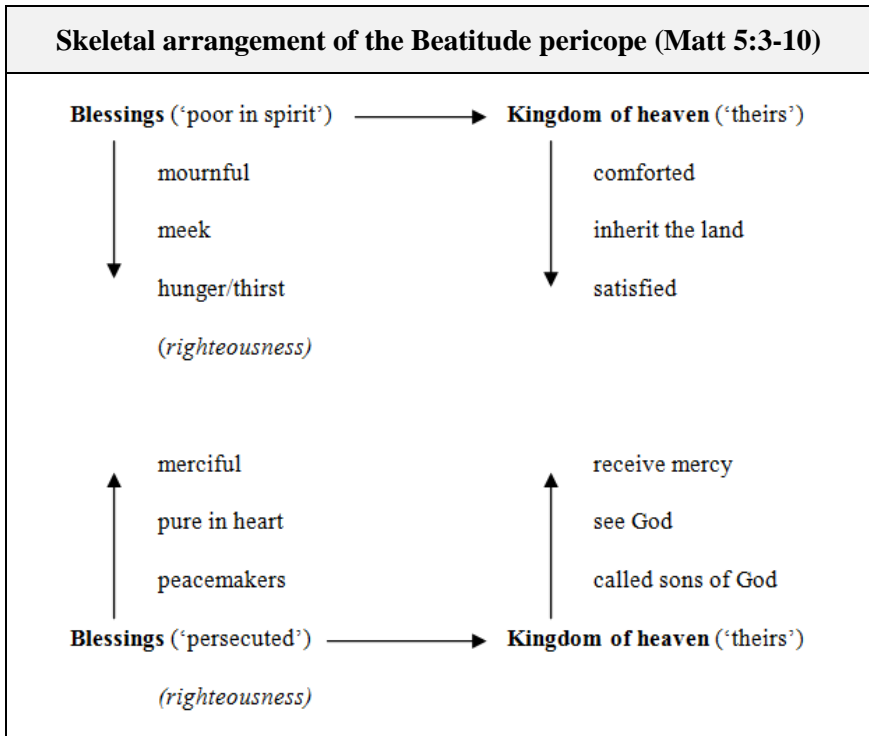 Skeletal arrangement of the Beatitude pericope (Matt 5:3-10)
Blessings (‘poor in spirit’) Kingdom of heaven (‘theirs’)
mournful comforted
meek inherit the land
hunger/thirst satisfied
(righteousness)
merciful receive mercy
pure in heart see God
peacemakers called sons of God
Blessings (‘persecuted’) Kingdom of heaven (‘theirs’)
(righteousness)